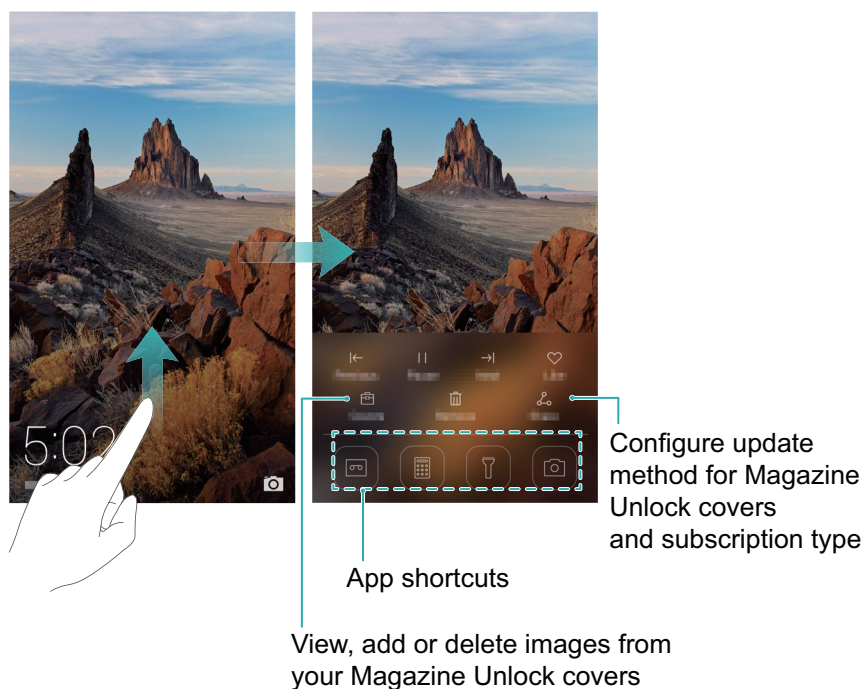 5:02
Configure update
method for Magazine
Unlock covers
and subscription type
App shortcuts
View, add or delete images from
your Magazine Unlock covers